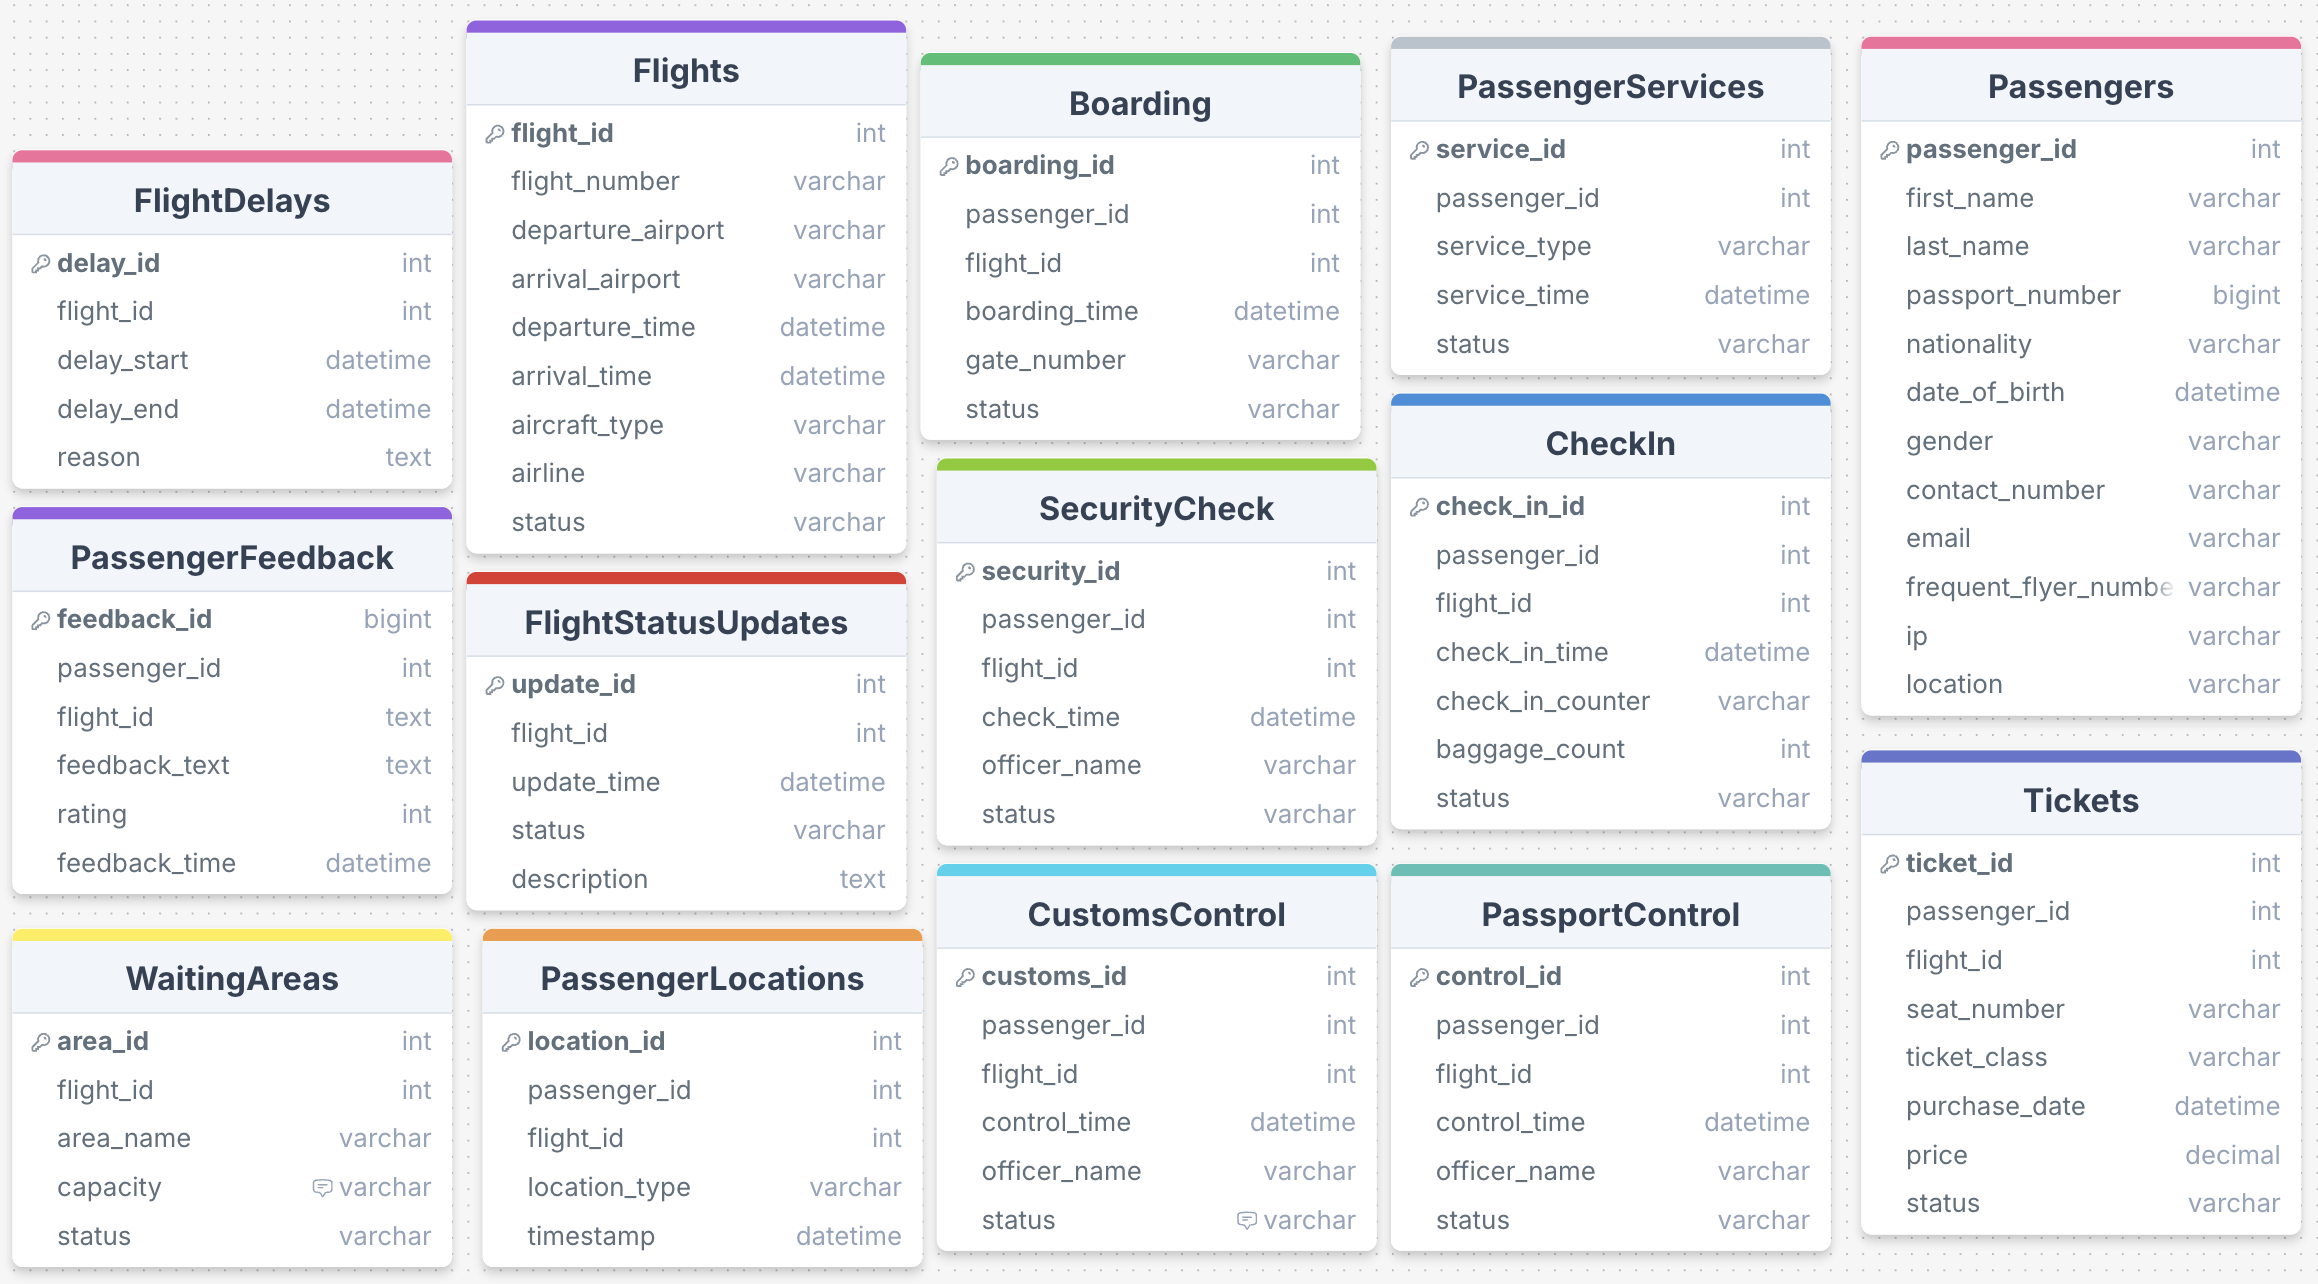 FlightDelays
delay_id int
flight_id int
delay_start datetime
delay_end datetime
reason text
PassengerFeedback
feedback_id bigint
passenger_id int
flight_id text
feedback_text text
rating int
feedback_time datetime
WaitingAreas
area_id int
flight_id int
area_name varchar
capacity varchar
status varchar
Flights
flight_id int
flight_number varchar
departure_airport varchar
arrival_airport varchar
departure_time datetime
arrival_time datetime
aircraft_type varchar
airline varchar
status varchar
FlightStatusUpdates
update_id int
flight_id int
update_time datetime
status varchar
description text
PassengerLocations
location_id int
passenger_id int
flight_id int
location_type varchar
timestamp datetime
Boarding
boarding_id int
passenger_id int
flight_id int
boarding_time datetime
gate_number varchar
status varchar
SecurityCheck
security_id int
passenger_id int
flight_id int
check_time datetime
officer_name varchar
status varchar
CustomsControl
customs_id int
passenger_id int
flight_id int
control_time datetime
officer_name varchar
status varchar
PassengerServices
service_id int
passenger_id int
service_type varchar
service_time datetime
status varchar
CheckIn
check_in_id int
passenger_id int
flight_id int
check_in_time datetime
check_in_counter varchar
baggage_count int
status varchar
PassportControl
control_id int
passenger_id int
flight_id int
control_time datetime
officer_name varchar
status varchar
Passengers
passenger_id int
first_name varchar
last_name varchar
passport_number bigint
nationality varchar
date_of_birth datetime
gender varchar
contact_number varchar
email varchar
frequent_flyer_numbe varchar
ip varchar
location varchar
Tickets
ticket_id int
passenger_id int
flight_id int
seat_number varchar
ticket_class varchar
purchase_date datetime
price decimal
status varchar